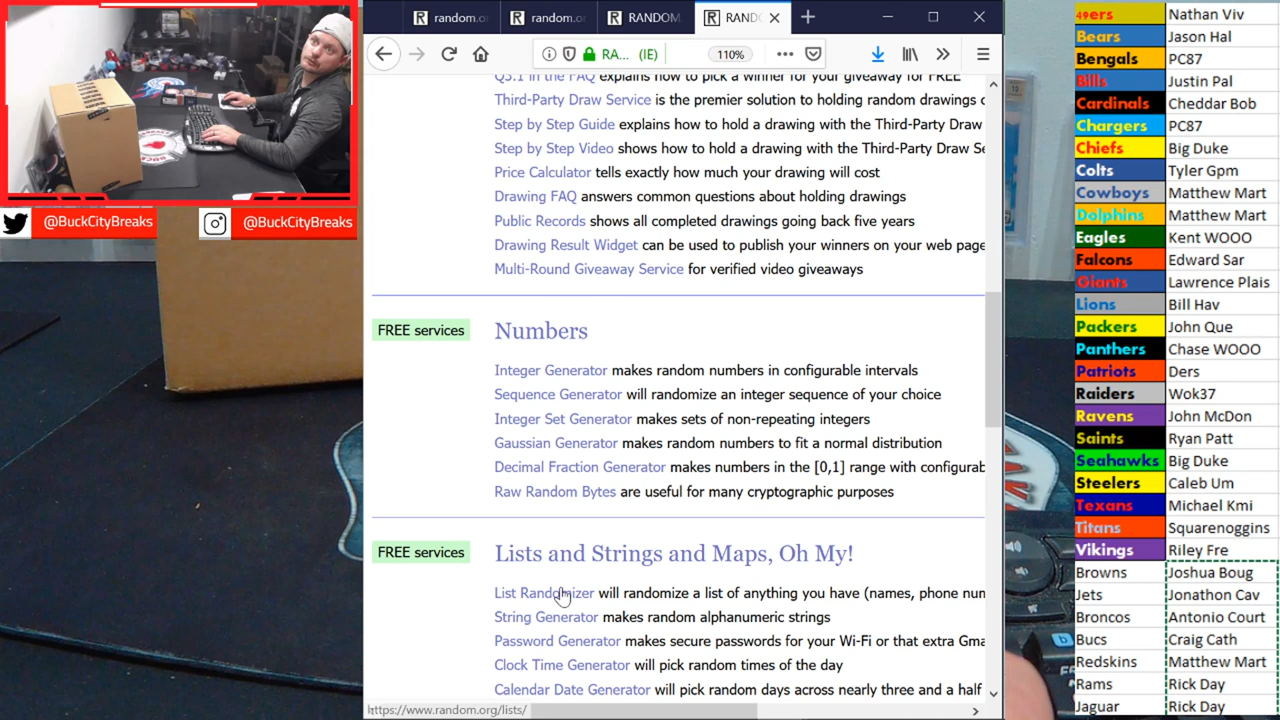 random.o
random.o
RANDOM
RAND
RA... (IE)
110%
Q3.1 in the FAQ explains how to pick a winner for your giveaway for FREE
Third-Party Draw Service is the premier solution to holding random drawings
Step by Step Guide explains how to hold a drawing with the Third-Party Draw
Step by Step Video shows how to hold a drawing with the Third-Party Draw Se
Price Calculator tells exactly how much your drawing will cost
Drawing FAQ answers common questions about holding drawings
Public Records shows all completed drawings going back five years
Drawing Result Widget can be used to publish your winners on your web page
Multi-Round Giveaway Service for verified video giveaways
FREE services
Numbers
Integer Generator makes random numbers in configurable intervals
Sequence Generator will randomize an integer sequence of your choice
Integer Set Generator makes sets of non-repeating integers
Gaussian Generator makes random numbers to fit a normal distribution
Decimal Fraction Generator makes numbers in the [0,1] range with configurab
Raw Random Bytes are useful for many cryptographic purposes
FREE services
Lists and Strings and Maps, Oh My!
List Randomizer will randomize a list of anything you have (names, phone num
String Generator makes random alphanumeric strings
Password Generator makes secure passwords for your Wi-Fi or that extra Gma
Clock Time Generator will pick random times of the day
Calendar Date Generator will pick random days across nearly three and a half
https://www.random.org/lists/
@BuckCityBreaks
@BuckCityBreaks
49ers Nathan Viv
Bears Jason Hal
Bengals PC87
Bills Justin Pal
Cardinals Cheddar Bob
Chargers PC87
Chiefs Big Duke
Colts Tyler Gpm
Cowboys Matthew Mart
Dolphins Matthew Mart
Eagles Kent WOOO
Falcons Edward Sar
Giants Lawrence Plais
Lions Bill Hav
Packers John Que
Panthers Chase WOOO
Patriots Ders
Raiders Wok37
Ravens John McDon
Saints Ryan Patt
Seahawks Big Duke
Steelers Caleb Um
Texans Michael Kmi
Titans Squarenoggins
Vikings Riley Fre
Browns Joshua Boug
Jets Jonathon Cav
Broncos Antonio Court
Bucs Craig Cath
Redskins Matthew Mart
Rams Rick Day
Jaguar Rick Day